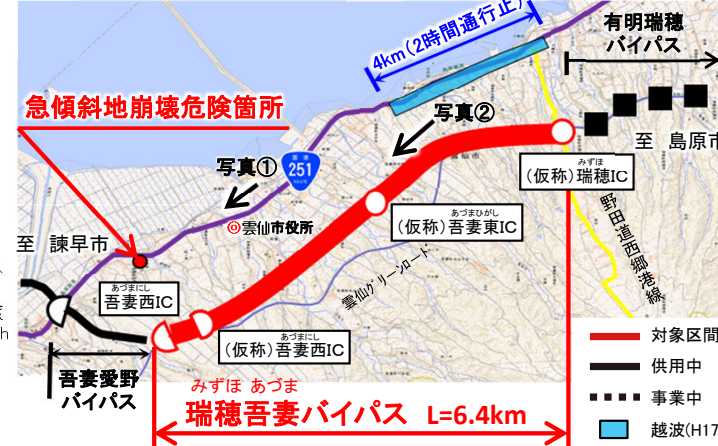 4km(2時間通行止)
有明瑞穂
バイパス
急傾斜地崩壊危険箇所
写真②
写真①
国道
251
至 島原市
みずほ
(仮称)瑞穂IC
雲仙市
◎雲仙市役所
あづまひがし
(仮称)吾妻東IC
至 諫早市
野田道西郷港線
雲仙グリーンロード
あづまにし
吾妻西IC
あづまにし
(仮称)吾妻西IC
吾妻愛野
バイパス
みずほ あづま
瑞穂吾妻バイパス L=6.4km
対象区間
供用中
事業中
越波(H17